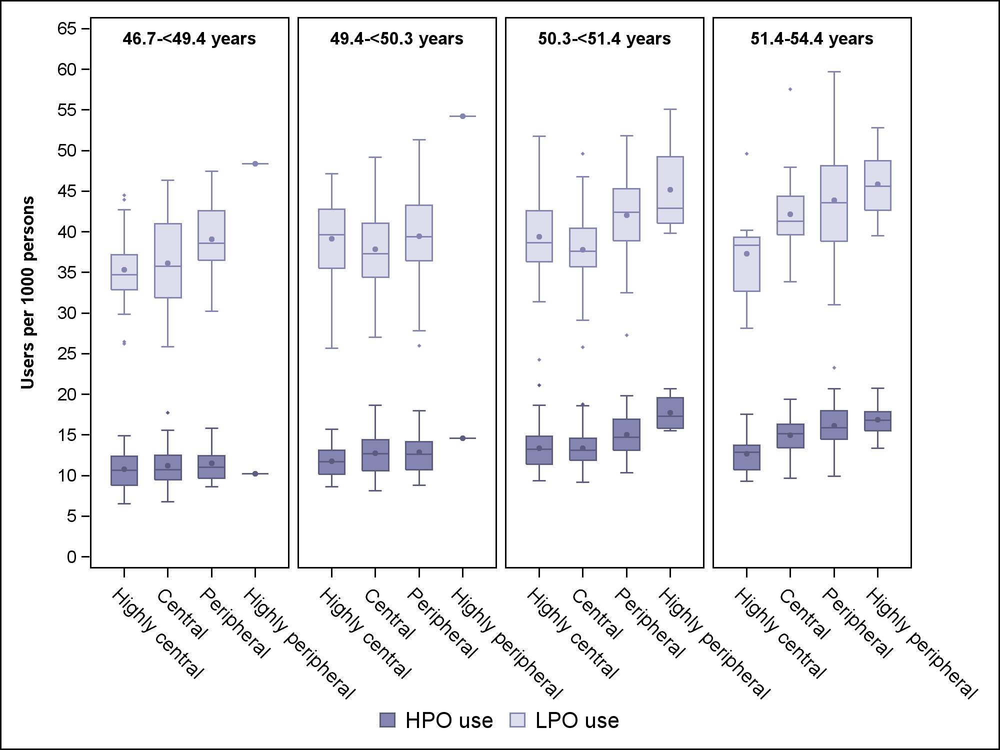 46.7-<49.4 years
49.4-<50.3 years
50.3-<51.4 years
51.4-54.4 years
Users per 1000 persons
65
60
55
50
45
40
35
30
25
20
15
10
5
0
Highly central
Central
Peripheral
Highly peripheral
Highly central
Central
Peripheral
Highly peripheral
Highly central
Central
Peripheral
Highly peripheral
Highly central
Central
Peripheral
Highly peripheral
HPO use
LPO use